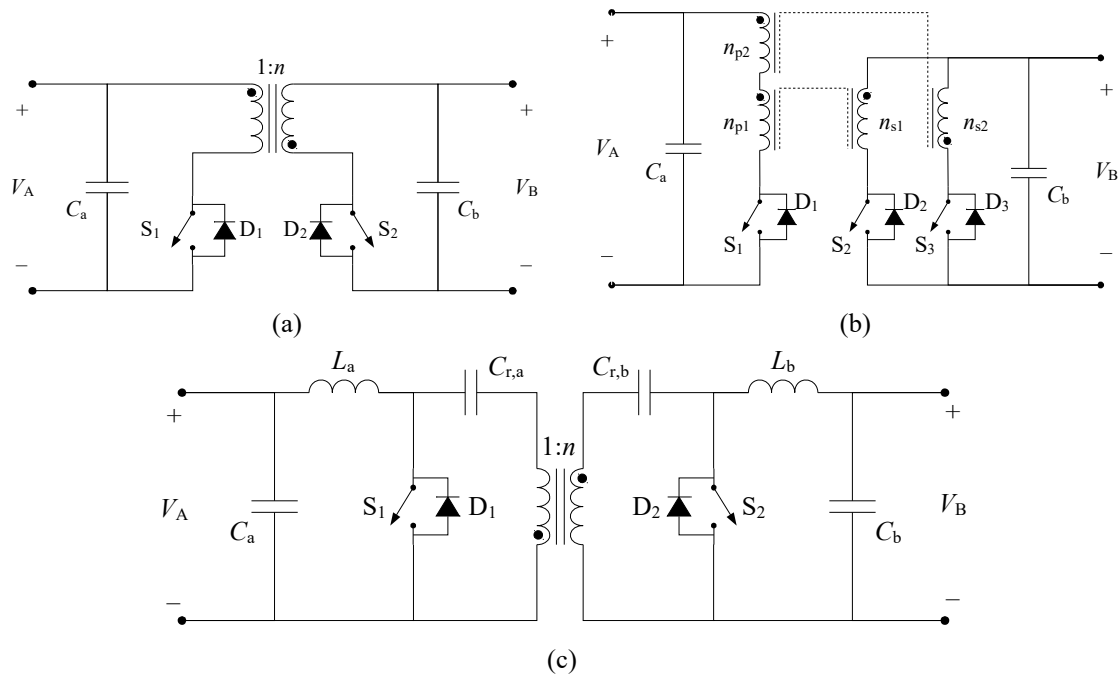 1:n
+
V_A
C_a
−
S_1
D_1
D_2
S_2
C_b
+
V_B
−
(a)
+
V_A
C_a
−
n_p2
n_p1
n_s1
n_s2
S_1
D_1
S_2
D_2
S_3
D_3
C_b
+
V_B
−
(b)
L_a
C_r,a
C_r,b
L_b
1:n
+
V_A
C_a
−
S_1
D_1
D_2
S_2
C_b
+
V_B
−
(c)